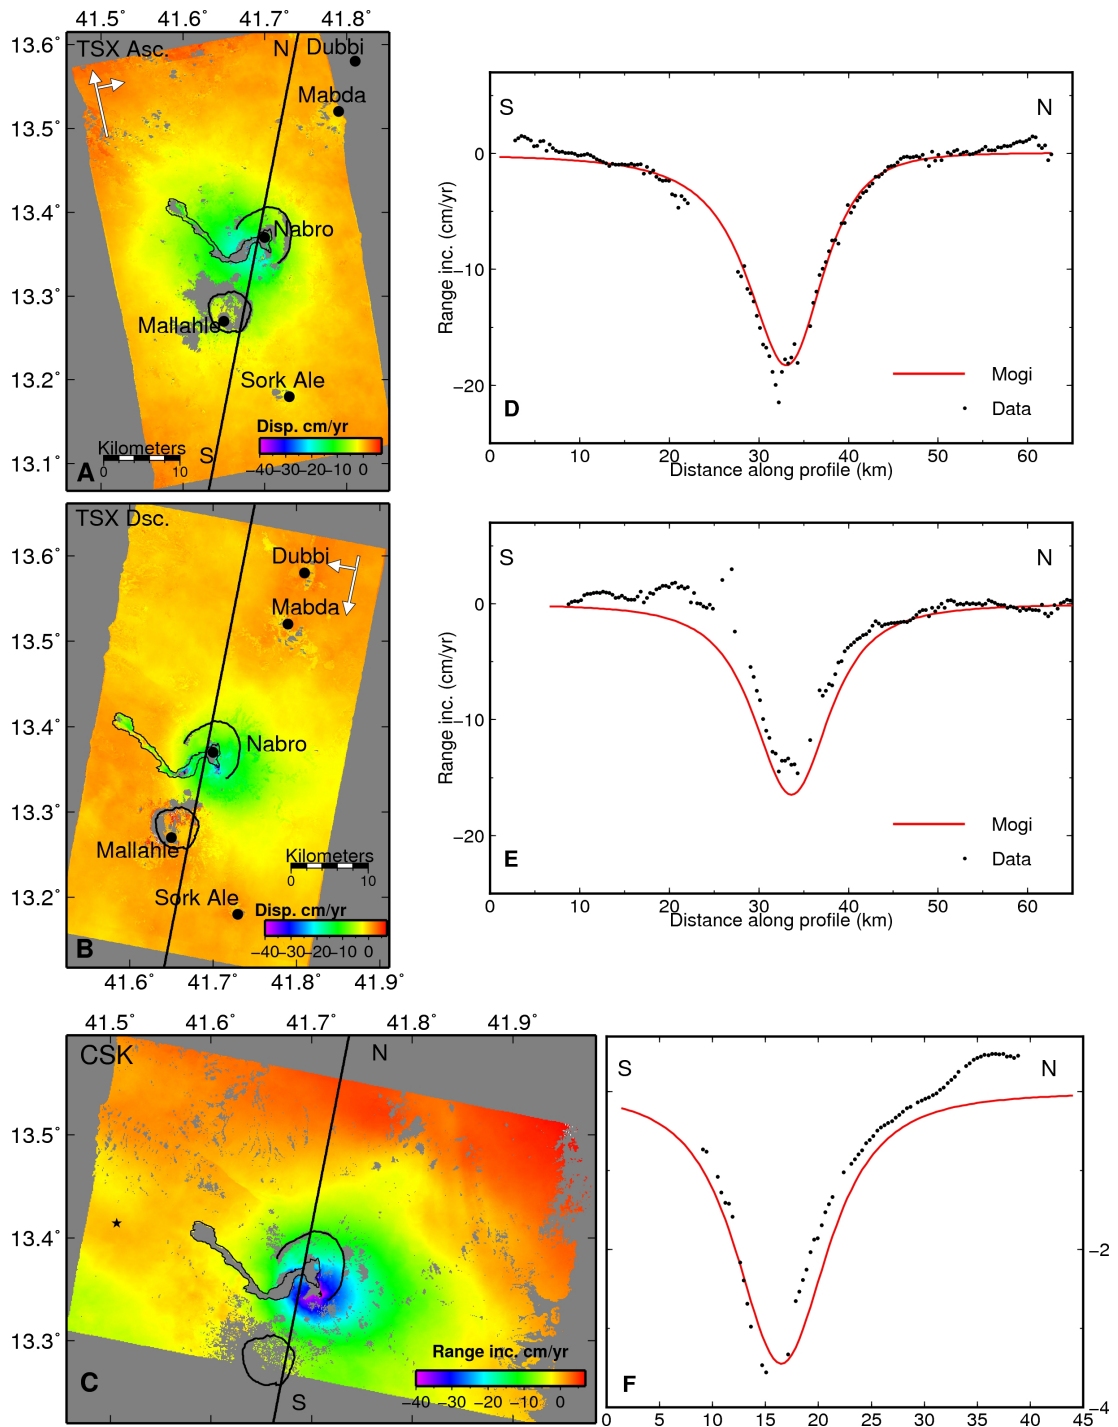 41.5° 41.6° 41.7° 41.8°
TSX Asc.
N
Dubbi
Mabda
Nabro
Mallahle
Sork Ale
Disp. cm/yr
−40 −30 −20 −10 0
Kilometers
0 10
S
A
13.6°
13.5°
13.4°
13.3°
13.2°
13.1°
S
N
0
−10
−20
Range inc. (cm/yr)
Mogi
Data
D
0 10 20 30 40 50 60
Distance along profile (km)
TSX Dsc.
Dubbi
Mabda
Nabro
Mallahle
Kilometers
0 10
Sork Ale
Disp. cm/yr
−40 −30 −20 −10 0
B
13.6°
13.5°
13.4°
13.3°
13.2°
41.6° 41.7° 41.8° 41.9°
S
N
0
−10
−20
Range inc. (cm/yr)
Mogi
Data
E
0 10 20 30 40 50 60
Distance along profile (km)
41.5° 41.6° 41.7° 41.8° 41.9°
CSK
N
13.5°
13.4°
13.3°
Range inc. cm/yr
−40 −30 −20 −10 0
S
C
S
N
−2
−4
F
0 5 10 15 20 25 30 35 40 45